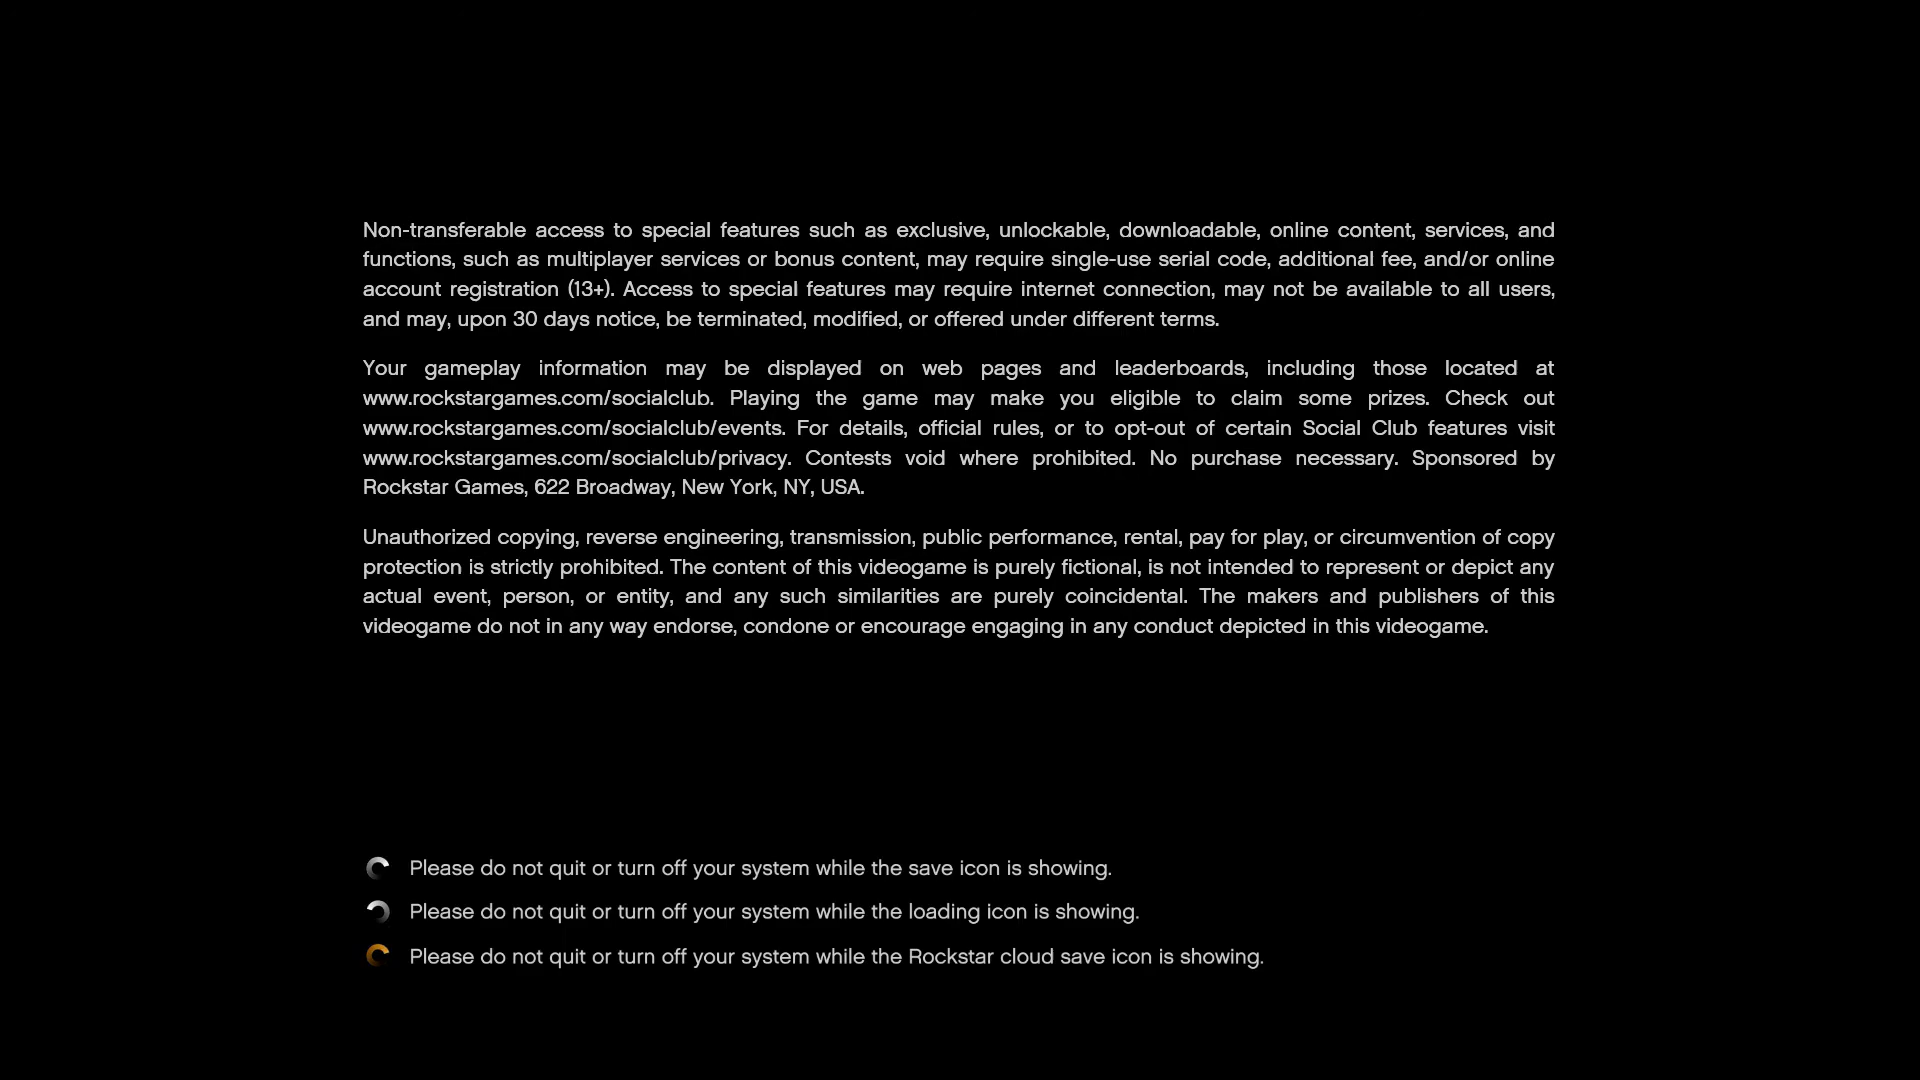 Non-transferable access to special features such as exclusive, unlockable, downloadable, online content, services, and
functions, such as multiplayer services or bonus content, may require single-use serial code, additional fee, and/or online
account registration (13+). Access to special features may require internet connection, may not be available to all users,
and may, upon 30 days notice, be terminated, modified, or offered under different terms.
Your gameplay information may be displayed on web pages and leaderboards, including those located at
www.rockstargames.com/socialclub. Playing the game may make you eligible to claim some prizes. Check out
www.rockstargames.com/socialclub/events. For details, official rules, or to opt-out of certain Social Club features visit
www.rockstargames.com/socialclub/privacy. Contests void where prohibited. No purchase necessary. Sponsored by
Rockstar Games, 622 Broadway, New York, NY, USA.
Unauthorized copying, reverse engineering, transmission, public performance, rental, pay for play, or circumvention of copy
protection is strictly prohibited. The content of this videogame is purely fictional, is not intended to represent or depict any
actual event, person, or entity, and any such similarities are purely coincidental. The makers and publishers of this
videogame do not in any way endorse, condone or encourage engaging in any conduct depicted in this videogame.
Please do not quit or turn off your system while the save icon is showing.
Please do not quit or turn off your system while the loading icon is showing.
Please do not quit or turn off your system while the Rockstar cloud save icon is showing.